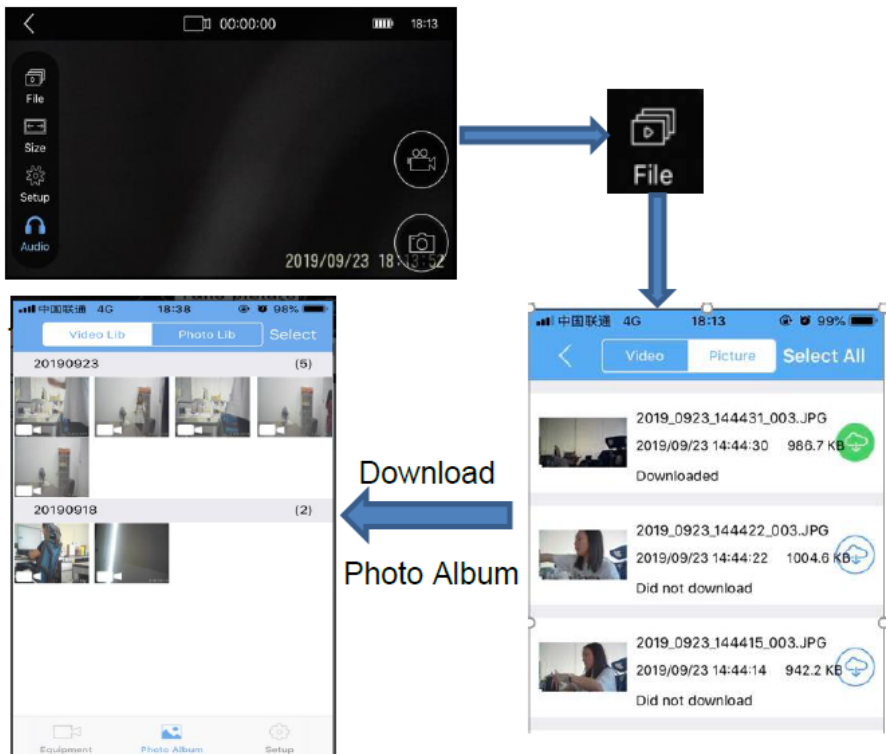 00:00:00
18:13
File
Size
Setup
Audio
2019/09/23 18:13:52
File
中国联通 4G 18:38 98%
Video Lib Photo Lib Select
20190923 (5)
20190918 (2)
Equipment Photo Album Setup
Download
Photo Album
中国联通 4G 18:13 99%
Video Picture Select All
2019_0923_144431_003.JPG
2019/09/23 14:44:30 986.7 KB
Downloaded
2019_0923_144422_003.JPG
2019/09/23 14:44:22 1004.6 KB
Did not download
2019_0923_144415_003.JPG
2019/09/23 14:44:14 942.2 KB
Did not download